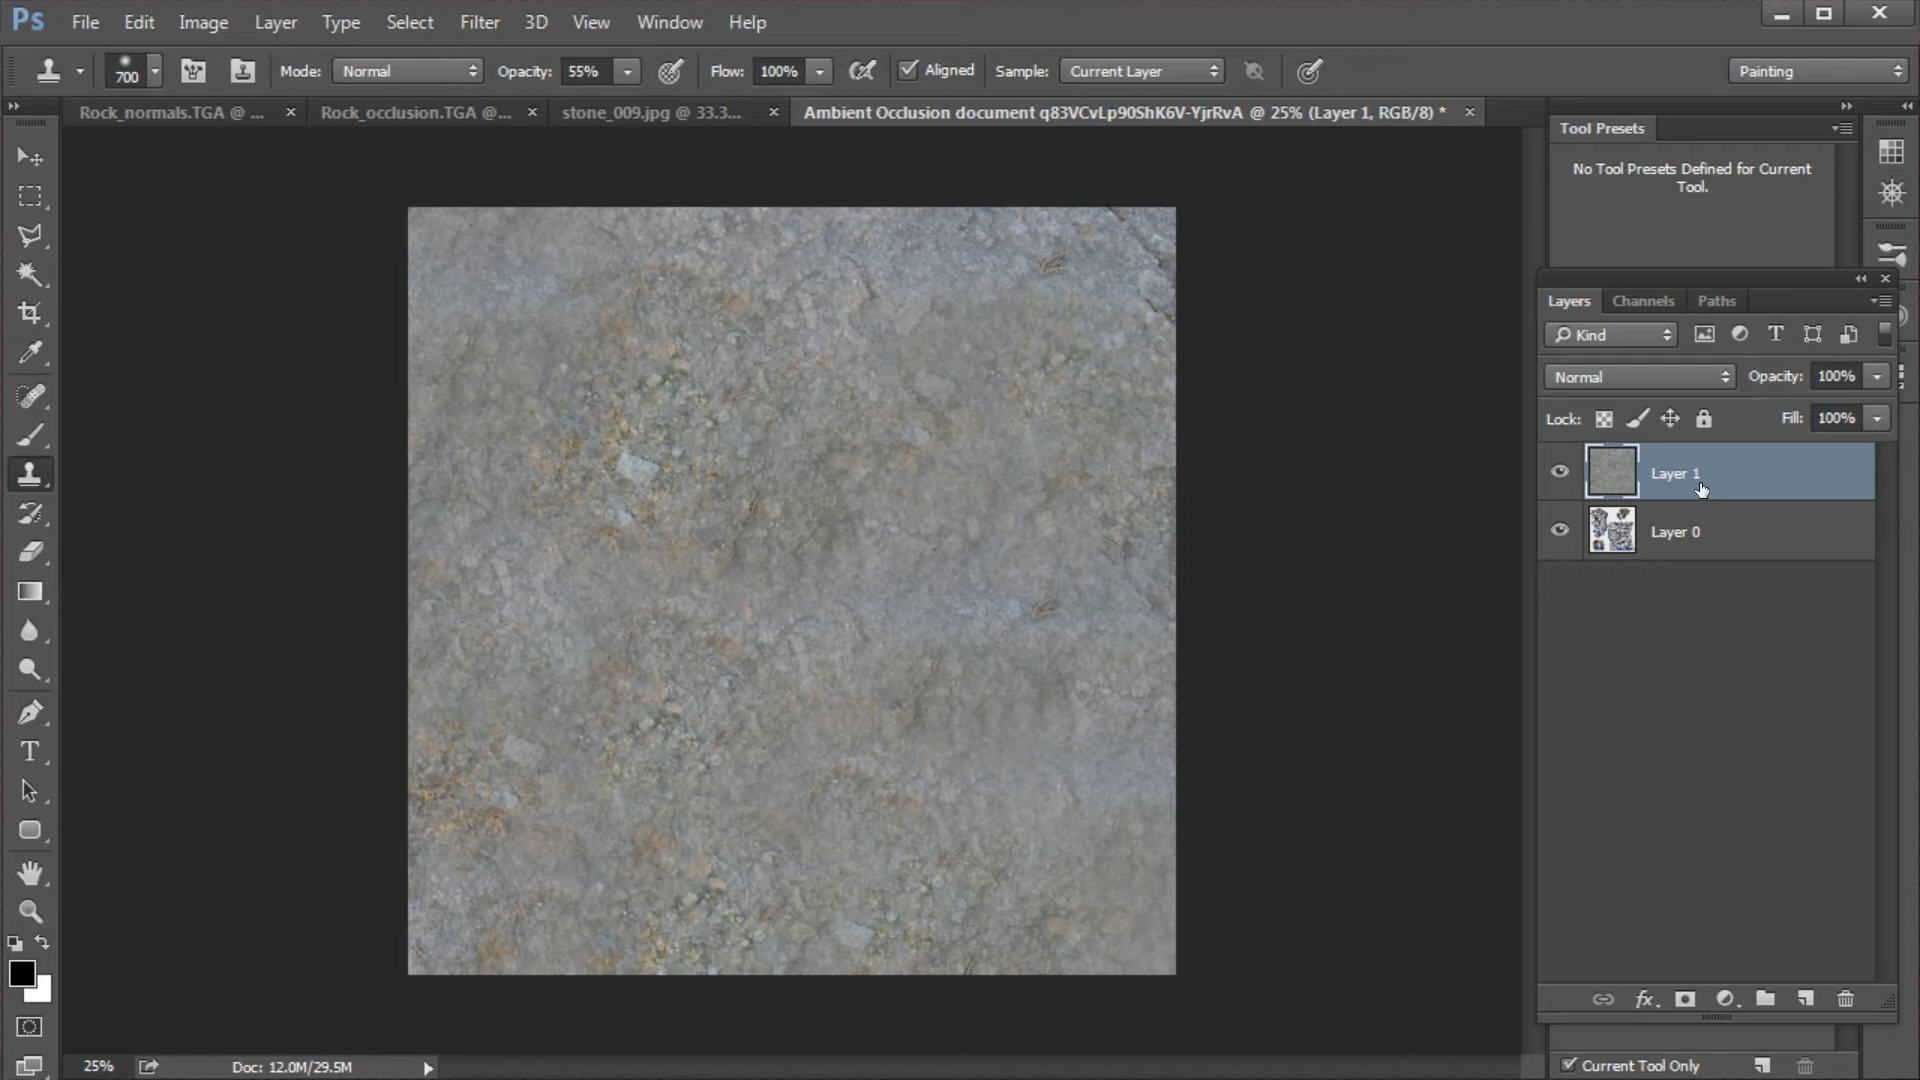 Ps File Edit Image Layer Type Select Filter 3D View Window Help
700 Mode: Normal Opacity: 55% Flow: 100% Aligned Sample: Current Layer Painting
Rock_normals.TGA @ ... Rock_occlusion.TGA @... stone_009.jpg @ 33.3... Ambient Occlusion document q83VCvLp90ShK6V-YjrRvA @ 25% (Layer 1, RGB/8) *
Tool Presets
No Tool Presets Defined for Current
Tool.
Layers Channels Paths
Kind
Normal Opacity: 100%
Lock: Fill: 100%
Layer 1
Layer 0
fx
25% Doc: 12.0M/29.5M
Current Tool Only